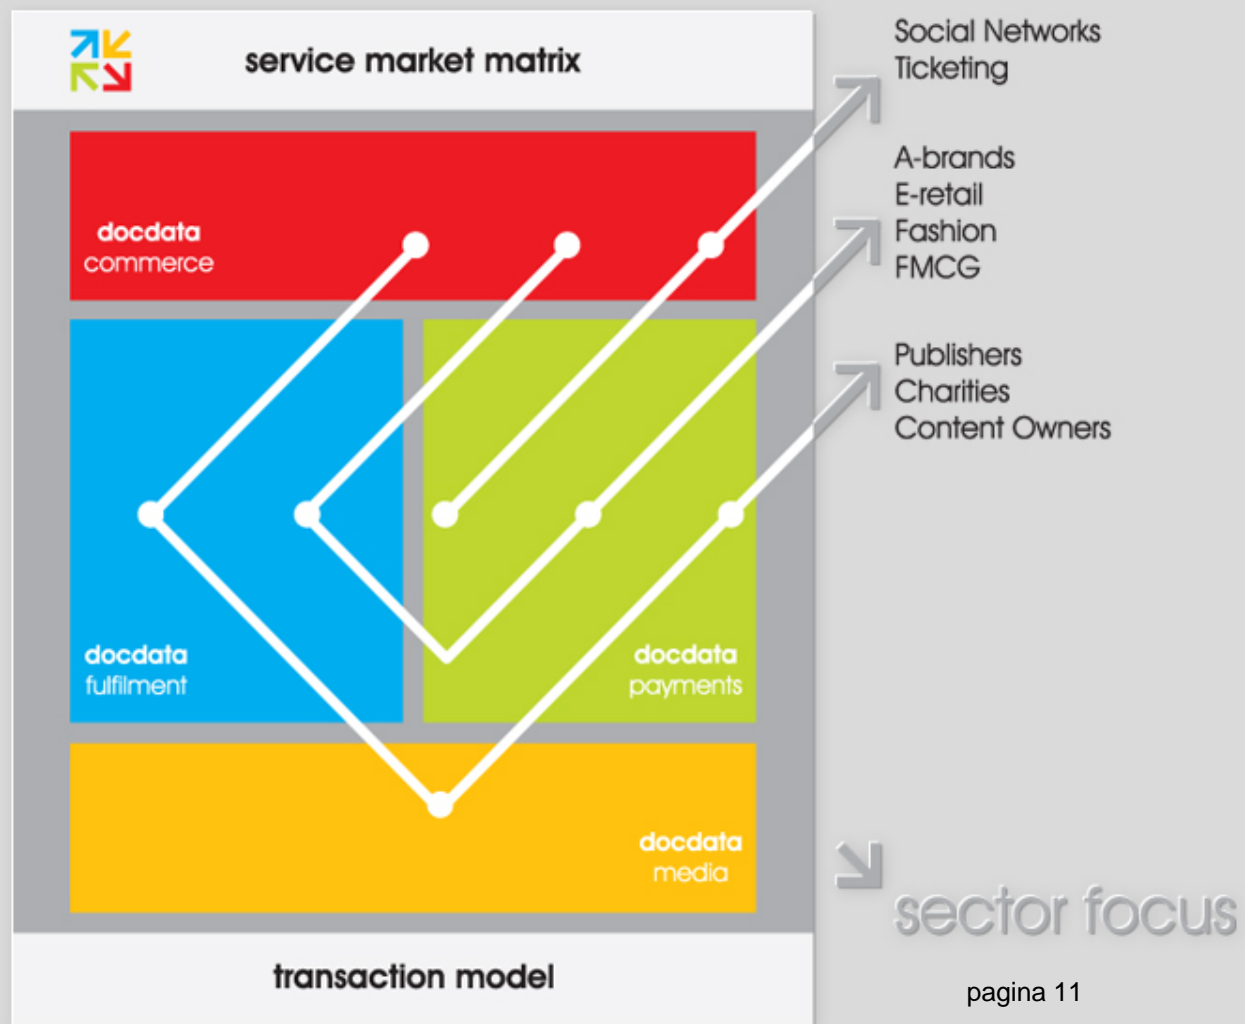 service market matrix
docdata
commerce
docdata
fulfilment
docdata
payments
docdata
media
transaction model
Social Networks
Ticketing
A-brands
E-retail
Fashion
FMCG
Publishers
Charities
Content Owners
sector focus
pagina 11